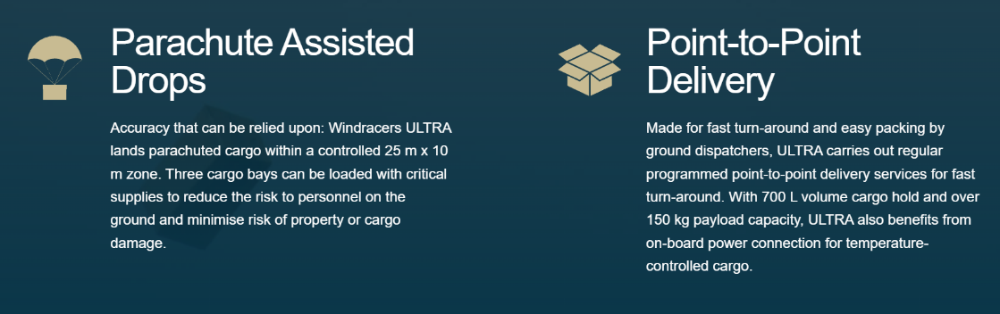 Parachute Assisted
Drops
Accuracy that can be relied upon: Windracers ULTRA
lands parachuted cargo within a controlled 25 m x 10
m zone. Three cargo bays can be loaded with critical
supplies to reduce the risk to personnel on the
ground and minimise risk of property or cargo
damage.
Point-to-Point
Delivery
Made for fast turn-around and easy packing by
ground dispatchers, ULTRA carries out regular
programmed point-to-point delivery services for fast
turn-around. With 700 L volume cargo hold and over
150 kg payload capacity, ULTRA also benefits from
on-board power connection for temperature-
controlled cargo.